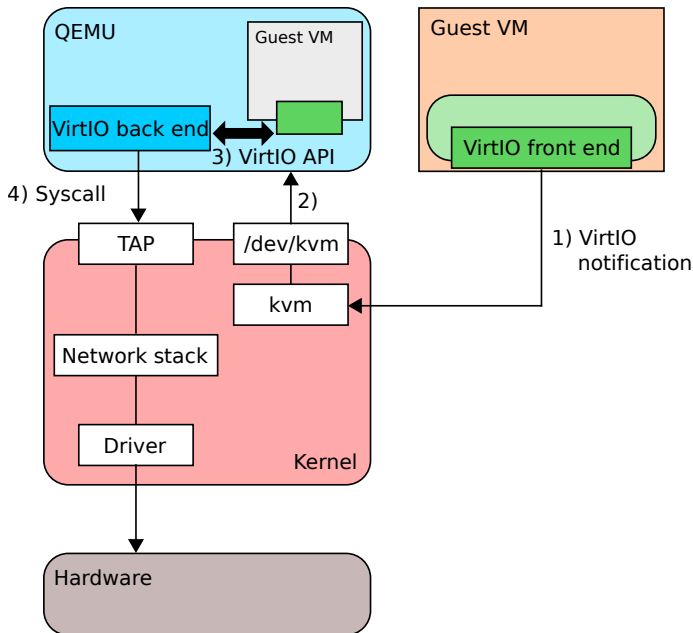 QEMU
Guest VM
Guest VM
VirtIO back end
VirtIO front end
3) VirtIO API
4) Syscall
2)
1) VirtIO
notification
TAP
/dev/kvm
kvm
Network stack
Driver
Kernel
Hardware